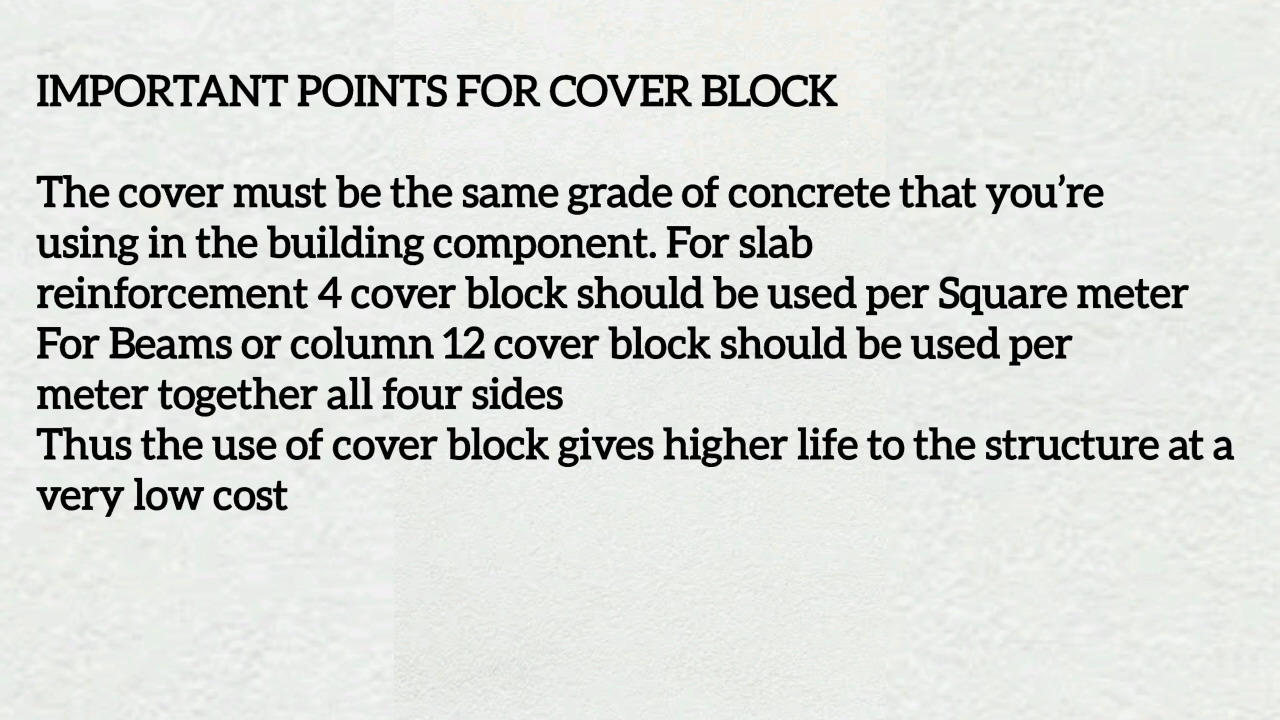 IMPORTANT POINTS FOR COVER BLOCK
The cover must be the same grade of concrete that you’re
using in the building component. For slab
reinforcement 4 cover block should be used per Square meter
For Beams or column 12 cover block should be used per
meter together all four sides
Thus the use of cover block gives higher life to the structure at a
very low cost